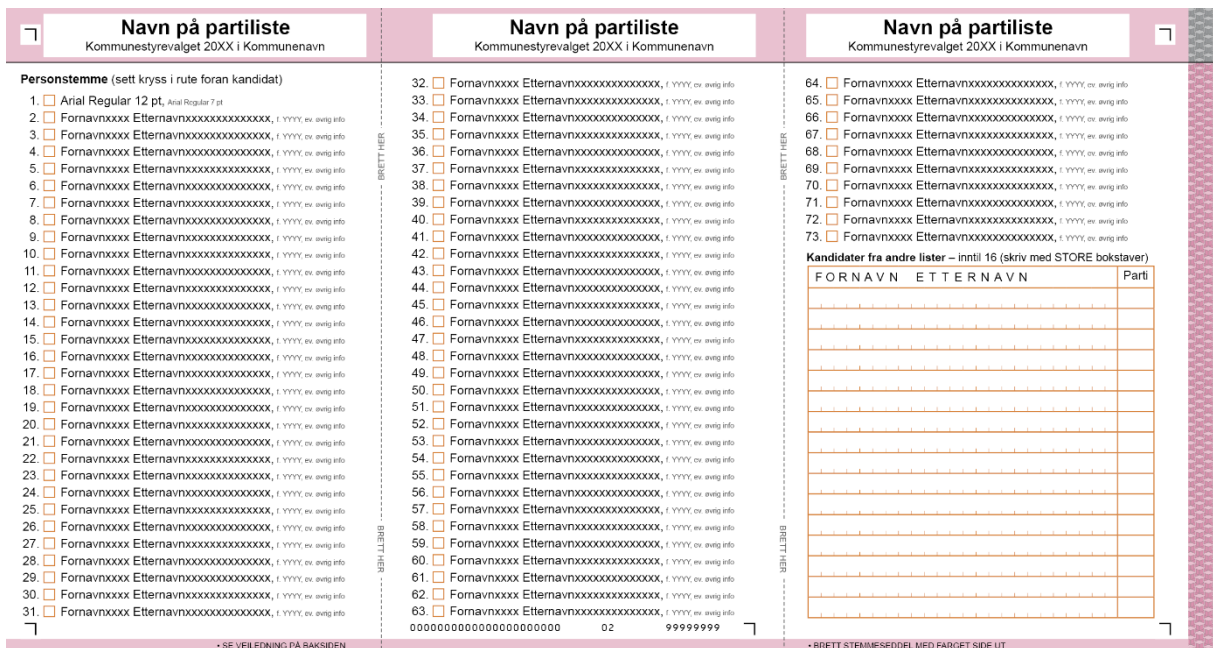 Navn på partiliste
Kommunestyrevalget 20XX i Kommunenavn
Personstemme (sett kryss i rute foran kandidat)
1. Arial Regular 12 pt, Arial Regular 7 pt
2. Fornavnxxxx Etternavnxxxxxxxxxxxxxx, f. YYYY, ev. øvrig info
3. Fornavnxxxx Etternavnxxxxxxxxxxxxxx, f. YYYY, ev. øvrig info
4. Fornavnxxxx Etternavnxxxxxxxxxxxxxx, f. YYYY, ev. øvrig info
5. Fornavnxxxx Etternavnxxxxxxxxxxxxxx, f. YYYY, ev. øvrig info
6. Fornavnxxxx Etternavnxxxxxxxxxxxxxx, f. YYYY, ev. øvrig info
7. Fornavnxxxx Etternavnxxxxxxxxxxxxxx, f. YYYY, ev. øvrig info
8. Fornavnxxxx Etternavnxxxxxxxxxxxxxx, f. YYYY, ev. øvrig info
9. Fornavnxxxx Etternavnxxxxxxxxxxxxxx, f. YYYY, ev. øvrig info
10. Fornavnxxxx Etternavnxxxxxxxxxxxxxx, f. YYYY, ev. øvrig info
11. Fornavnxxxx Etternavnxxxxxxxxxxxxxx, f. YYYY, ev. øvrig info
12. Fornavnxxxx Etternavnxxxxxxxxxxxxxx, f. YYYY, ev. øvrig info
13. Fornavnxxxx Etternavnxxxxxxxxxxxxxx, f. YYYY, ev. øvrig info
14. Fornavnxxxx Etternavnxxxxxxxxxxxxxx, f. YYYY, ev. øvrig info
15. Fornavnxxxx Etternavnxxxxxxxxxxxxxx, f. YYYY, ev. øvrig info
16. Fornavnxxxx Etternavnxxxxxxxxxxxxxx, f. YYYY, ev. øvrig info
17. Fornavnxxxx Etternavnxxxxxxxxxxxxxx, f. YYYY, ev. øvrig info
18. Fornavnxxxx Etternavnxxxxxxxxxxxxxx, f. YYYY, ev. øvrig info
19. Fornavnxxxx Etternavnxxxxxxxxxxxxxx, f. YYYY, ev. øvrig info
20. Fornavnxxxx Etternavnxxxxxxxxxxxxxx, f. YYYY, ev. øvrig info
21. Fornavnxxxx Etternavnxxxxxxxxxxxxxx, f. YYYY, ev. øvrig info
22. Fornavnxxxx Etternavnxxxxxxxxxxxxxx, f. YYYY, ev. øvrig info
23. Fornavnxxxx Etternavnxxxxxxxxxxxxxx, f. YYYY, ev. øvrig info
24. Fornavnxxxx Etternavnxxxxxxxxxxxxxx, f. YYYY, ev. øvrig info
25. Fornavnxxxx Etternavnxxxxxxxxxxxxxx, f. YYYY, ev. øvrig info
26. Fornavnxxxx Etternavnxxxxxxxxxxxxxx, f. YYYY, ev. øvrig info
27. Fornavnxxxx Etternavnxxxxxxxxxxxxxx, f. YYYY, ev. øvrig info
28. Fornavnxxxx Etternavnxxxxxxxxxxxxxx, f. YYYY, ev. øvrig info
29. Fornavnxxxx Etternavnxxxxxxxxxxxxxx, f. YYYY, ev. øvrig info
30. Fornavnxxxx Etternavnxxxxxxxxxxxxxx, f. YYYY, ev. øvrig info
31. Fornavnxxxx Etternavnxxxxxxxxxxxxxx, f. YYYY, ev. øvrig info
• SE VEILEDNING PÅ BAKSIDEN
BRETT HER
BRETT HER
Navn på partiliste
Kommunestyrevalget 20XX i Kommunenavn
32. Fornavnxxxx Etternavnxxxxxxxxxxxxxx, f. YYYY, ev. øvrig info
33. Fornavnxxxx Etternavnxxxxxxxxxxxxxx, f. YYYY, ev. øvrig info
34. Fornavnxxxx Etternavnxxxxxxxxxxxxxx, f. YYYY, ev. øvrig info
35. Fornavnxxxx Etternavnxxxxxxxxxxxxxx, f. YYYY, ev. øvrig info
36. Fornavnxxxx Etternavnxxxxxxxxxxxxxx, f. YYYY, ev. øvrig info
37. Fornavnxxxx Etternavnxxxxxxxxxxxxxx, f. YYYY, ev. øvrig info
38. Fornavnxxxx Etternavnxxxxxxxxxxxxxx, f. YYYY, ev. øvrig info
39. Fornavnxxxx Etternavnxxxxxxxxxxxxxx, f. YYYY, ev. øvrig info
40. Fornavnxxxx Etternavnxxxxxxxxxxxxxx, f. YYYY, ev. øvrig info
41. Fornavnxxxx Etternavnxxxxxxxxxxxxxx, f. YYYY, ev. øvrig info
42. Fornavnxxxx Etternavnxxxxxxxxxxxxxx, f. YYYY, ev. øvrig info
43. Fornavnxxxx Etternavnxxxxxxxxxxxxxx, f. YYYY, ev. øvrig info
44. Fornavnxxxx Etternavnxxxxxxxxxxxxxx, f. YYYY, ev. øvrig info
45. Fornavnxxxx Etternavnxxxxxxxxxxxxxx, f. YYYY, ev. øvrig info
46. Fornavnxxxx Etternavnxxxxxxxxxxxxxx, f. YYYY, ev. øvrig info
47. Fornavnxxxx Etternavnxxxxxxxxxxxxxx, f. YYYY, ev. øvrig info
48. Fornavnxxxx Etternavnxxxxxxxxxxxxxx, f. YYYY, ev. øvrig info
49. Fornavnxxxx Etternavnxxxxxxxxxxxxxx, f. YYYY, ev. øvrig info
50. Fornavnxxxx Etternavnxxxxxxxxxxxxxx, f. YYYY, ev. øvrig info
51. Fornavnxxxx Etternavnxxxxxxxxxxxxxx, f. YYYY, ev. øvrig info
52. Fornavnxxxx Etternavnxxxxxxxxxxxxxx, f. YYYY, ev. øvrig info
53. Fornavnxxxx Etternavnxxxxxxxxxxxxxx, f. YYYY, ev. øvrig info
54. Fornavnxxxx Etternavnxxxxxxxxxxxxxx, f. YYYY, ev. øvrig info
55. Fornavnxxxx Etternavnxxxxxxxxxxxxxx, f. YYYY, ev. øvrig info
56. Fornavnxxxx Etternavnxxxxxxxxxxxxxx, f. YYYY, ev. øvrig info
57. Fornavnxxxx Etternavnxxxxxxxxxxxxxx, f. YYYY, ev. øvrig info
58. Fornavnxxxx Etternavnxxxxxxxxxxxxxx, f. YYYY, ev. øvrig info
59. Fornavnxxxx Etternavnxxxxxxxxxxxxxx, f. YYYY, ev. øvrig info
60. Fornavnxxxx Etternavnxxxxxxxxxxxxxx, f. YYYY, ev. øvrig info
61. Fornavnxxxx Etternavnxxxxxxxxxxxxxx, f. YYYY, ev. øvrig info
62. Fornavnxxxx Etternavnxxxxxxxxxxxxxx, f. YYYY, ev. øvrig info
63. Fornavnxxxx Etternavnxxxxxxxxxxxxxx, f. YYYY, ev. øvrig info
000000000000000000000 02 99999999
BRETT HER
BRETT HER
Navn på partiliste
Kommunestyrevalget 20XX i Kommunenavn
64. Fornavnxxxx Etternavnxxxxxxxxxxxxxx, f. YYYY, ev. øvrig info
65. Fornavnxxxx Etternavnxxxxxxxxxxxxxx, f. YYYY, ev. øvrig info
66. Fornavnxxxx Etternavnxxxxxxxxxxxxxx, f. YYYY, ev. øvrig info
67. Fornavnxxxx Etternavnxxxxxxxxxxxxxx, f. YYYY, ev. øvrig info
68. Fornavnxxxx Etternavnxxxxxxxxxxxxxx, f. YYYY, ev. øvrig info
69. Fornavnxxxx Etternavnxxxxxxxxxxxxxx, f. YYYY, ev. øvrig info
70. Fornavnxxxx Etternavnxxxxxxxxxxxxxx, f. YYYY, ev. øvrig info
71. Fornavnxxxx Etternavnxxxxxxxxxxxxxx, f. YYYY, ev. øvrig info
72. Fornavnxxxx Etternavnxxxxxxxxxxxxxx, f. YYYY, ev. øvrig info
73. Fornavnxxxx Etternavnxxxxxxxxxxxxxx, f. YYYY, ev. øvrig info
Kandidater fra andre lister – inntil 16 (skriv med STORE bokstaver)
FORNAVN ETTERNAVN Parti
• BRETT STEMMESEDDEL MED FARGET SIDE UT